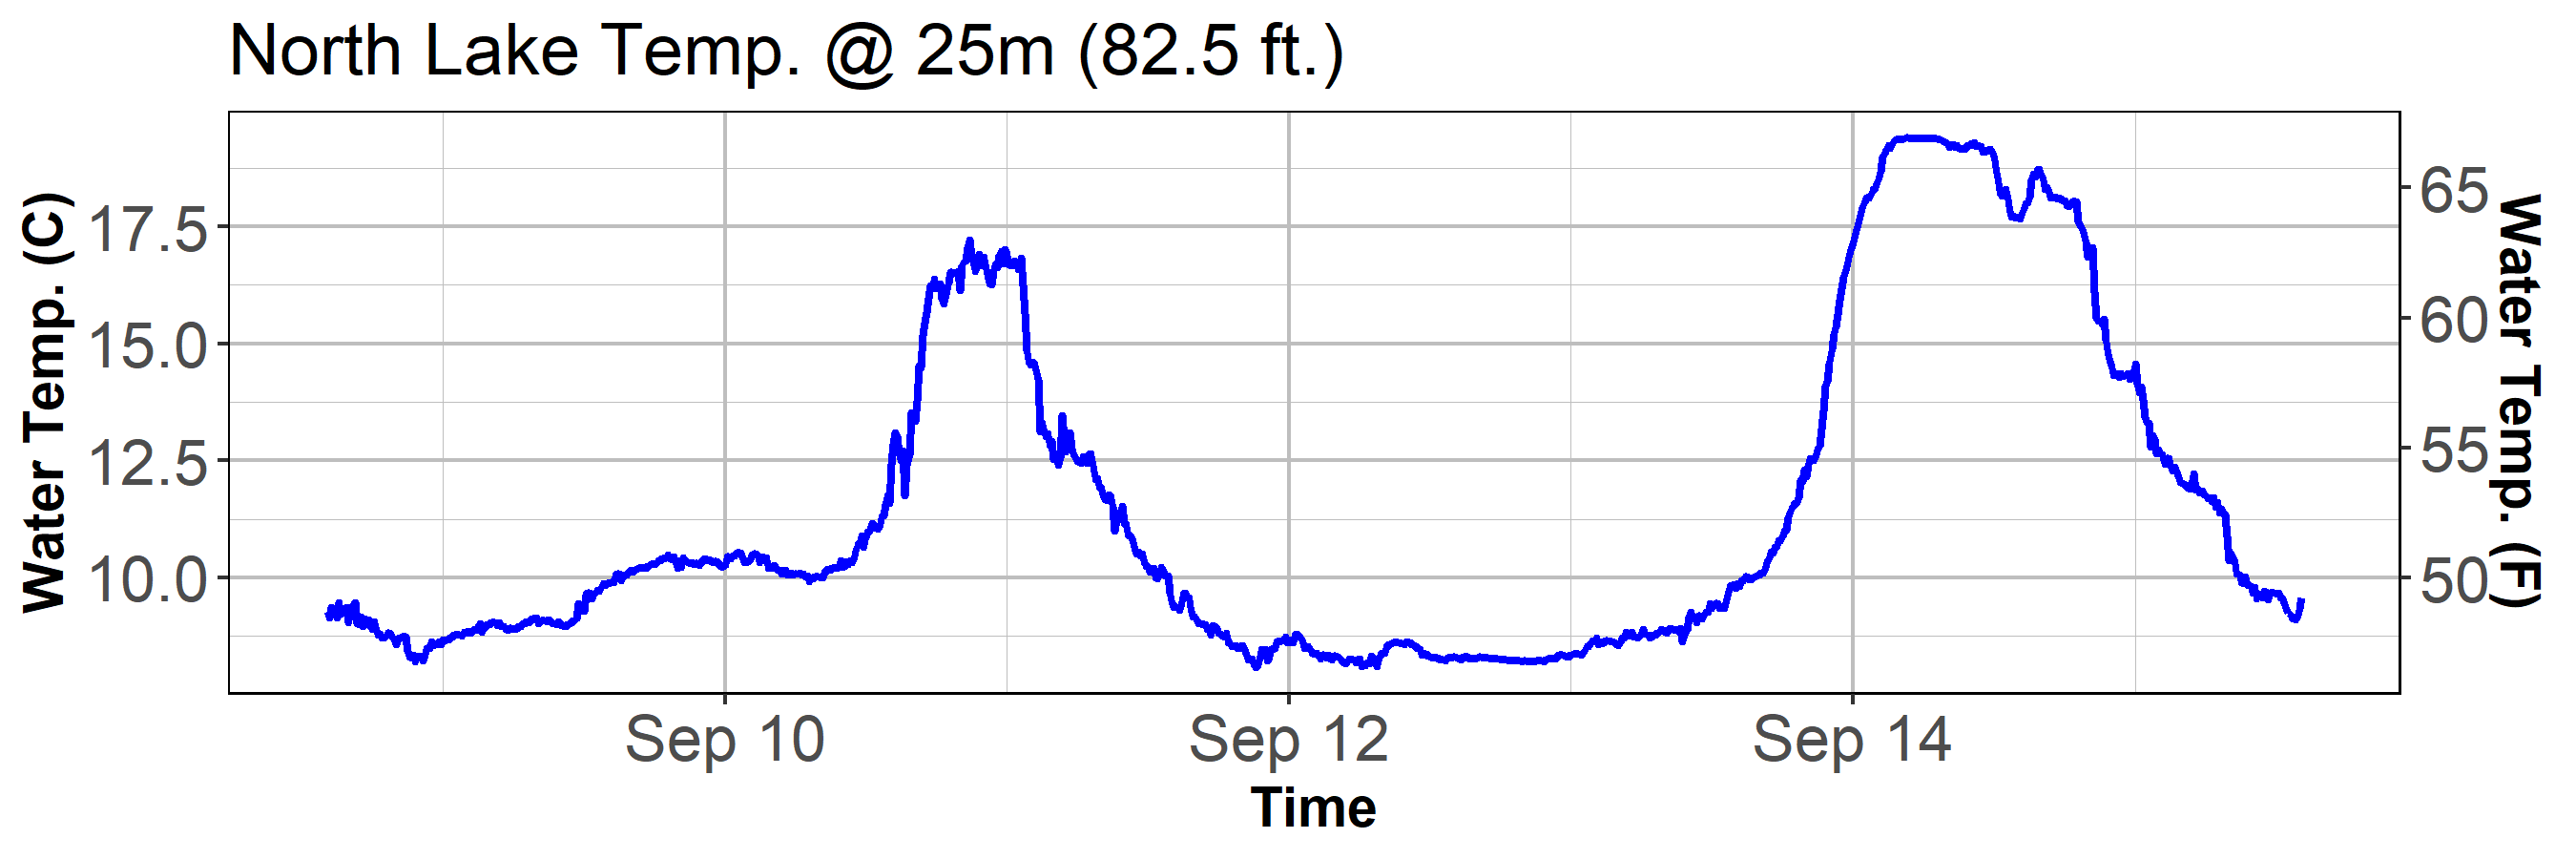 North Lake Temp. @ 25m (82.5 ft.)
Water Temp. (C)
17.5
15.0
12.5
10.0
65
60
55
50
Water Temp. (F)
Sep 10
Sep 12
Sep 14
Time